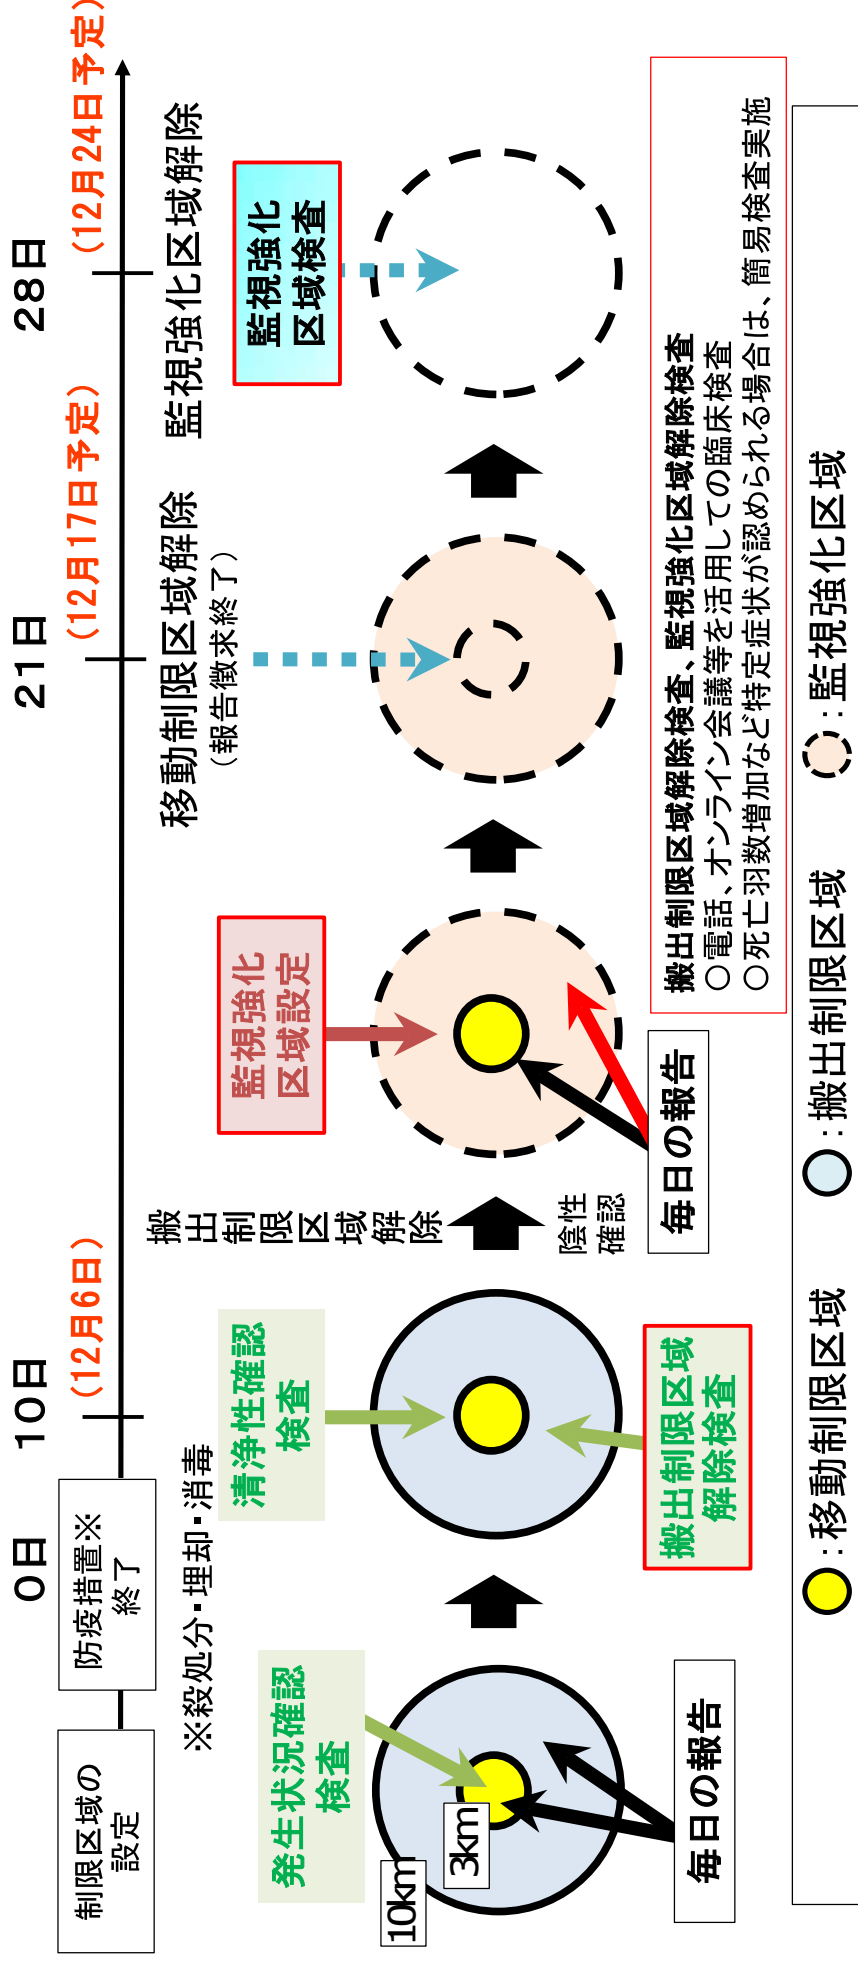 0日
10日
21日
28日
（12月6日）
（12月17日予定）
（12月24日予定）
制限区域の
設定
防疫措置※
終了
※殺処分・埋却・消毒
搬出制限区域解除
移動制限区域解除
（報告徴求終了）
監視強化区域解除
発生状況確認
検査
清浄性確認
検査
監視強化
区域設定
監視強化
区域検査
10km
3km
毎日の報告
搬出制限区域
解除検査
陰性
確認
毎日の報告
搬出制限区域解除検査、監視強化区域解除検査
○電話、オンライン会議等を活用しての臨床検査
○死亡羽数増加など特定症状が認められる場合は、簡易検査実施
：移動制限区域
：搬出制限区域
：監視強化区域